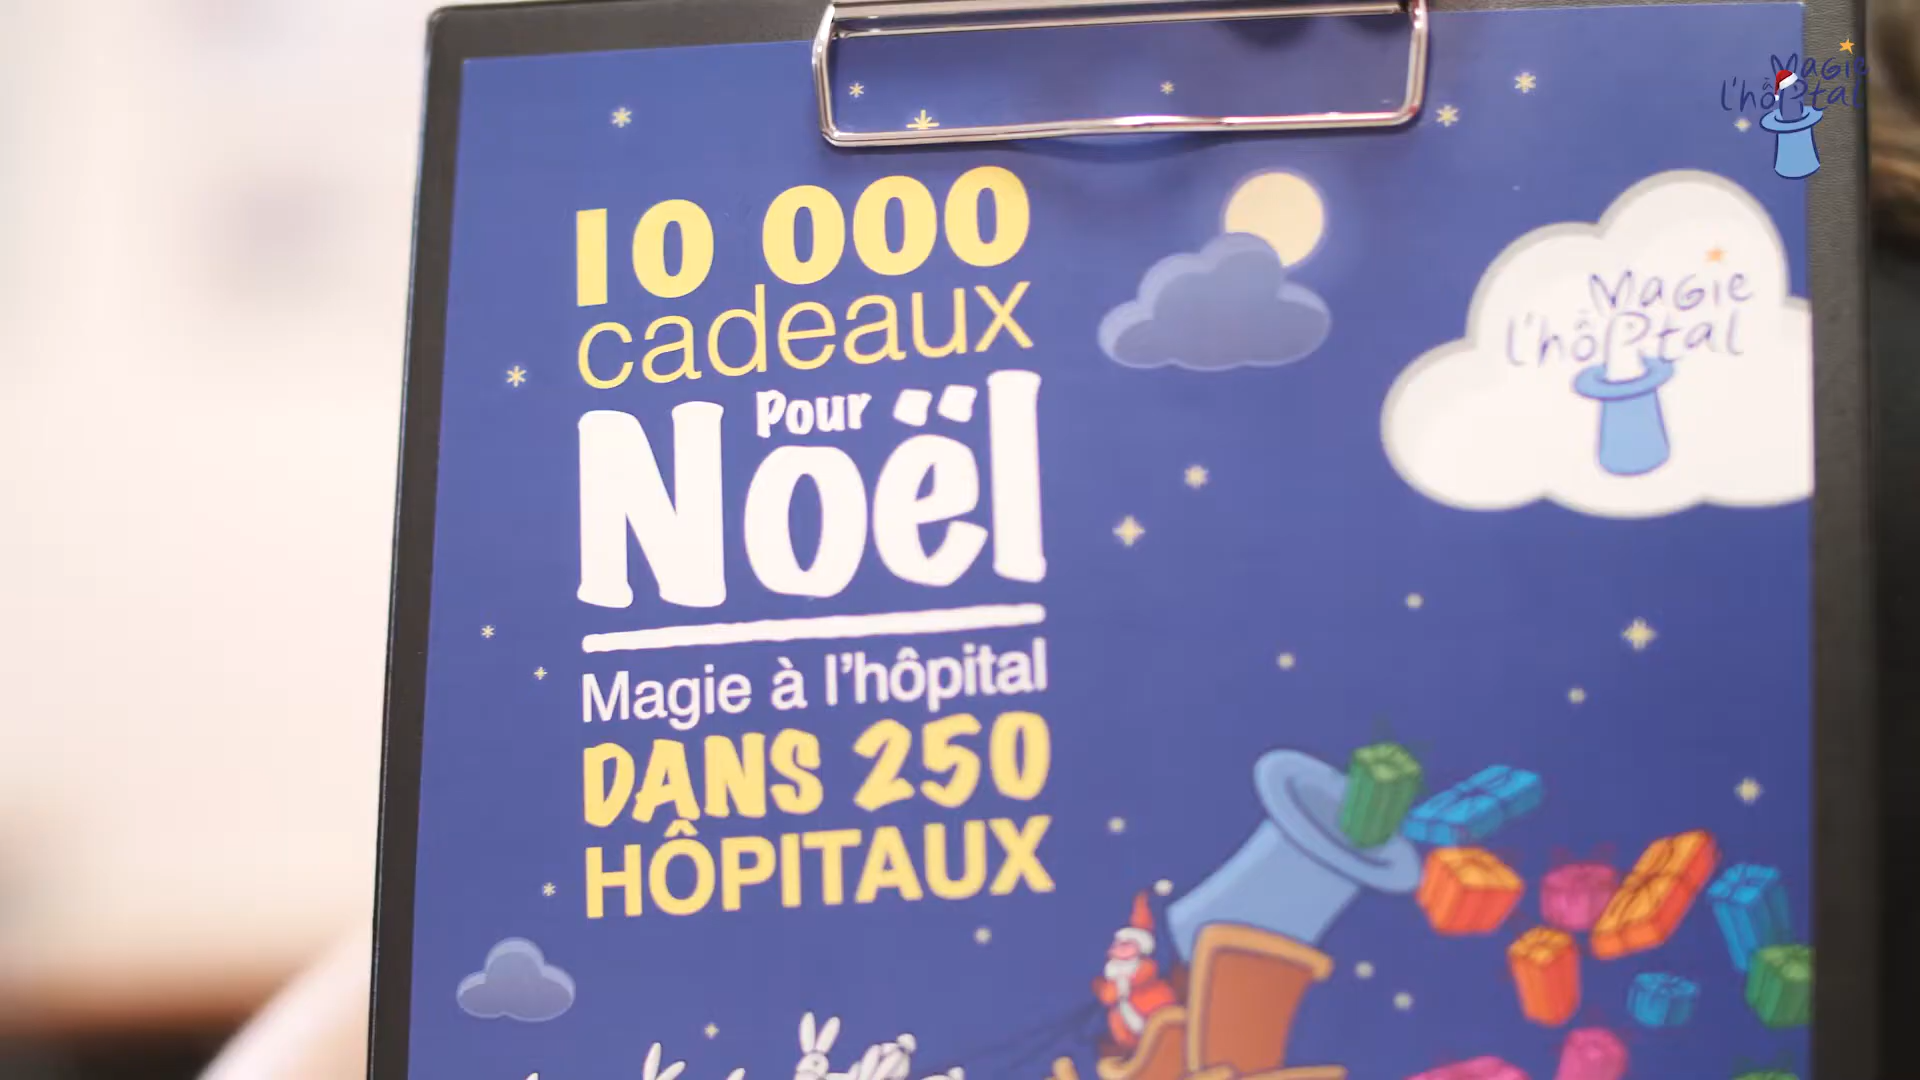 10 000
cadeaux
Pour
Noël
Magie à l'hôpital
DANS 250
HÔPITAUX
Magie
à
l'hôpital
Magie
à
l'hôpital